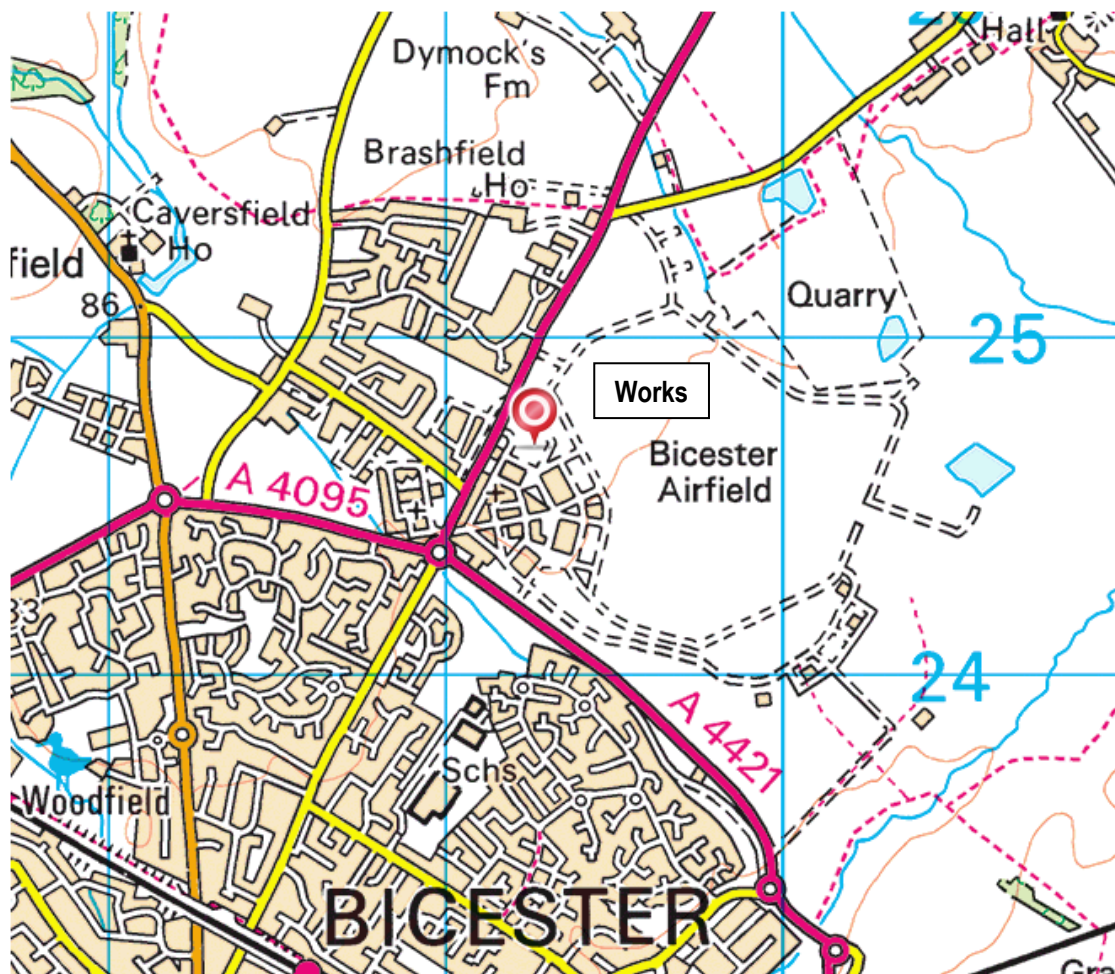 Hall
Dymock's
Fm
Brashfield
Ho
Caversfield
Ho
field
86
Quarry
25
Works
Bicester
Airfield
A 4095
24
A 4421
Schs
Woodfield
BICESTER